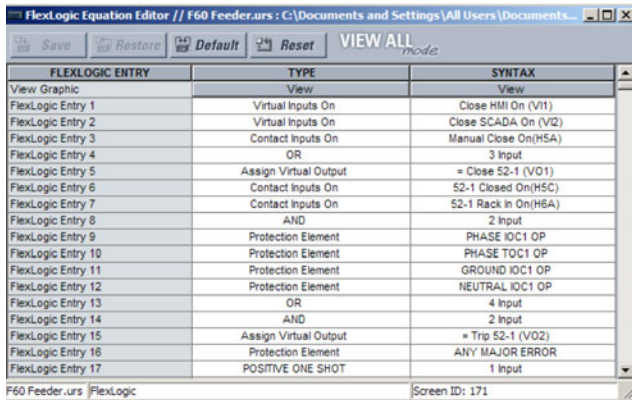 FlexLogic Equation Editor // F60 Feeder.urs : C:\Documents and Settings\All Users\Documents...
Save Restore Default Reset VIEW ALL mode
FLEXLOGIC ENTRY TYPE SYNTAX
View Graphic View View
FlexLogic Entry 1 Virtual Inputs On Close HMI On (VI1)
FlexLogic Entry 2 Virtual Inputs On Close SCADA On (VI2)
FlexLogic Entry 3 Contact Inputs On Manual Close On(H5A)
FlexLogic Entry 4 OR 3 Input
FlexLogic Entry 5 Assign Virtual Output = Close 52-1 (VO1)
FlexLogic Entry 6 Contact Inputs On 52-1 Closed On(H5C)
FlexLogic Entry 7 Contact Inputs On 52-1 Rack In On(H6A)
FlexLogic Entry 8 AND 2 Input
FlexLogic Entry 9 Protection Element PHASE IOC1 OP
FlexLogic Entry 10 Protection Element PHASE TOC1 OP
FlexLogic Entry 11 Protection Element GROUND IOC1 OP
FlexLogic Entry 12 Protection Element NEUTRAL IOC1 OP
FlexLogic Entry 13 OR 4 Input
FlexLogic Entry 14 AND 2 Input
FlexLogic Entry 15 Assign Virtual Output = Trip 52-1 (VO2)
FlexLogic Entry 16 Protection Element ANY MAJOR ERROR
FlexLogic Entry 17 POSITIVE ONE SHOT 1 Input
F60 Feeder.urs FlexLogic Screen ID: 171